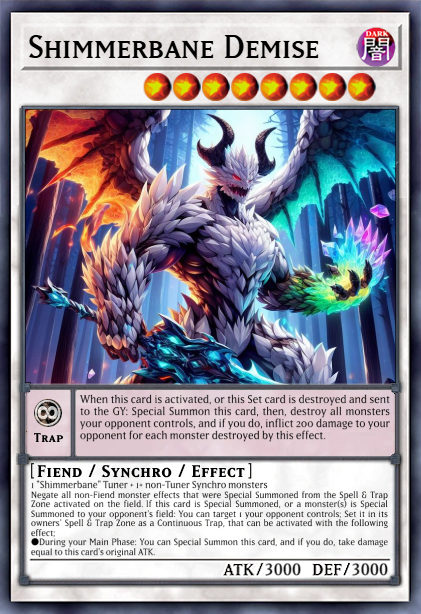 Shimmerbane Demise
DARK
闇
When this card is activated, or this Set card is destroyed and sent
to the GY: Special Summon this card, then, destroy all monsters
your opponent controls, and if you do, inflict 200 damage to your
opponent for each monster destroyed by this effect.
Trap
[Fiend / Synchro / Effect]
1 "Shimmerbane" Tuner + 1+ non-Tuner Synchro monsters
Negate all non-Fiend monster effects that were Special Summoned from the Spell & Trap
Zone activated on the field. If this card is Special Summoned, or a monster(s) is Special
Summoned to your opponent's field: You can target 1 your opponent controls; Set it in its
owners' Spell & Trap Zone as a Continuous Trap, that can be activated with the following
effect;
●During your Main Phase: You can Special Summon this card, and if you do, take damage
equal to this card's original ATK.
ATK/3000 DEF/3000